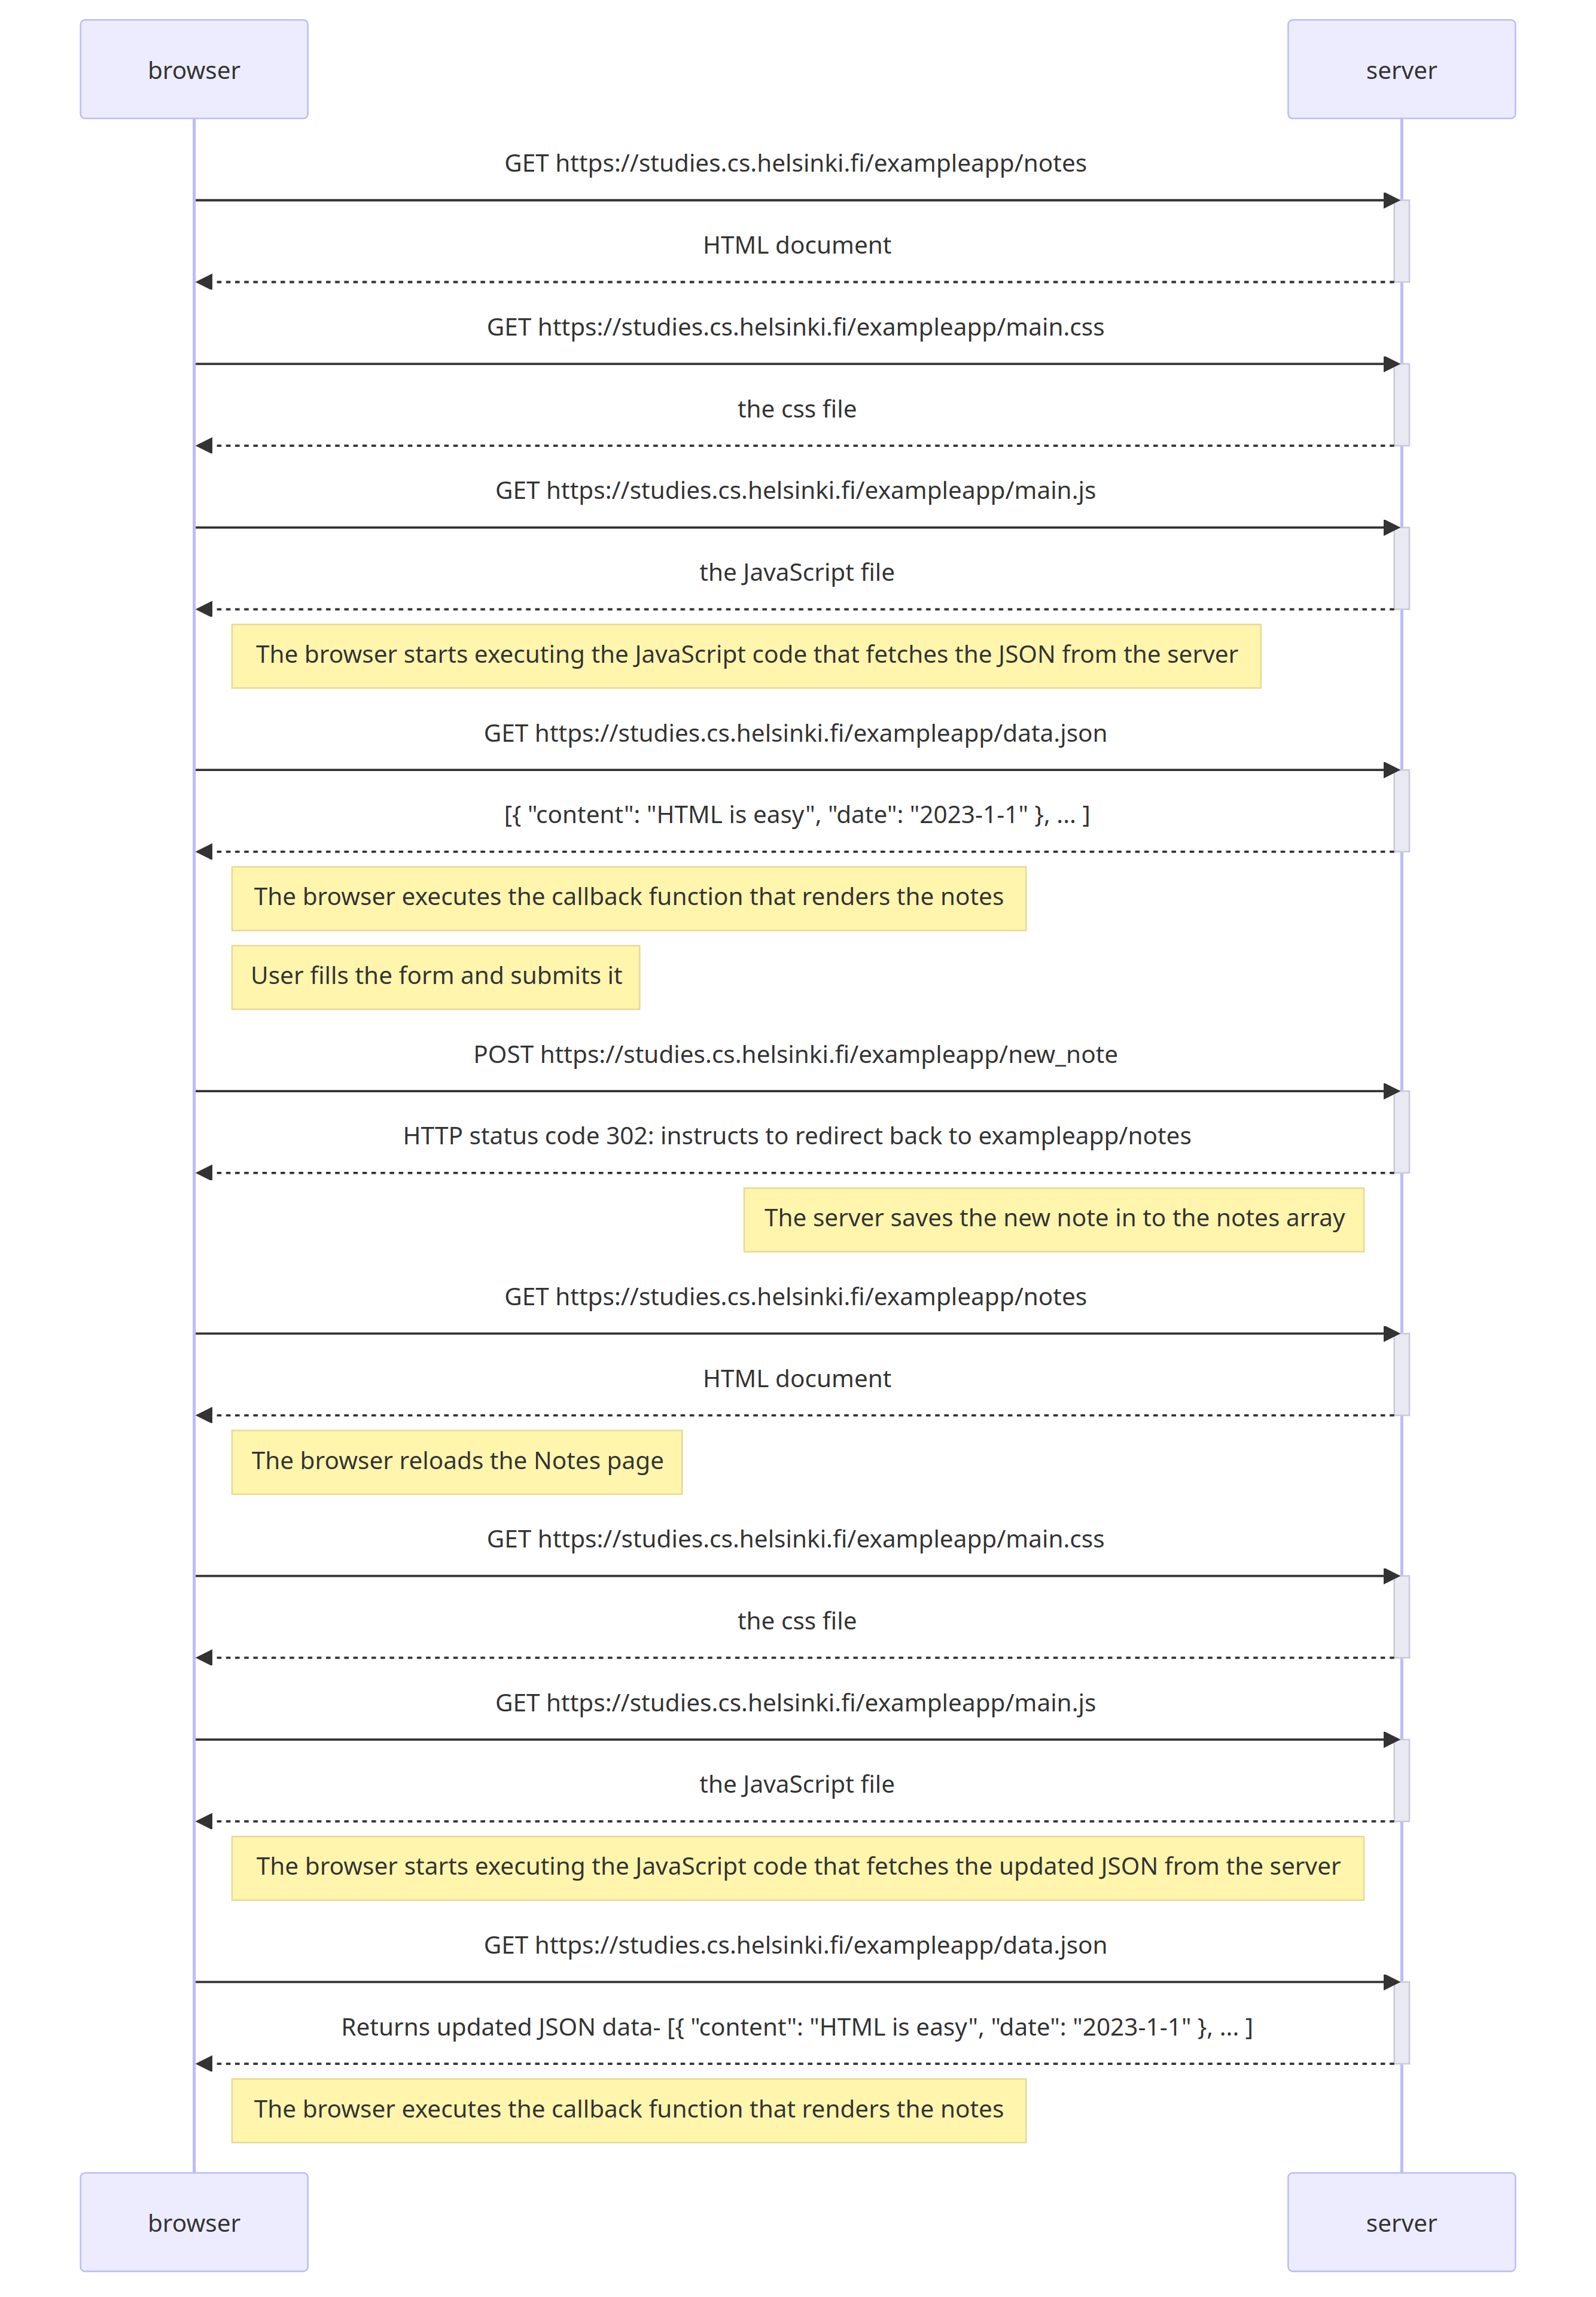 browser
server
GET https://studies.cs.helsinki.fi/exampleapp/notes
HTML document
GET https://studies.cs.helsinki.fi/exampleapp/main.css
the css file
GET https://studies.cs.helsinki.fi/exampleapp/main.js
the JavaScript file
The browser starts executing the JavaScript code that fetches the JSON from the server
GET https://studies.cs.helsinki.fi/exampleapp/data.json
[{ "content": "HTML is easy", "date": "2023-1-1" }, ... ]
The browser executes the callback function that renders the notes
User fills the form and submits it
POST https://studies.cs.helsinki.fi/exampleapp/new_note
HTTP status code 302: instructs to redirect back to exampleapp/notes
The server saves the new note in to the notes array
GET https://studies.cs.helsinki.fi/exampleapp/notes
HTML document
The browser reloads the Notes page
GET https://studies.cs.helsinki.fi/exampleapp/main.css
the css file
GET https://studies.cs.helsinki.fi/exampleapp/main.js
the JavaScript file
The browser starts executing the JavaScript code that fetches the updated JSON from the server
GET https://studies.cs.helsinki.fi/exampleapp/data.json
Returns updated JSON data- [{ "content": "HTML is easy", "date": "2023-1-1" }, ... ]
The browser executes the callback function that renders the notes
browser
server